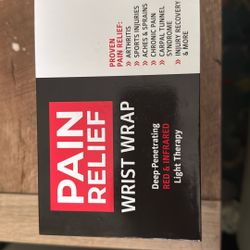 PROVEN
PAIN RELIEF:
» ARTHRITIS
» SPORTS INJURIES
» ACHES & SPRAINS
» CHRONIC PAIN
» CARPAL TUNNEL
SYNDROME
» INJURY RECOVERY
& MORE
PAIN
RELIEF
WRIST WRAP
Deep Penetrating
RED & INFRARED
Light Therapy